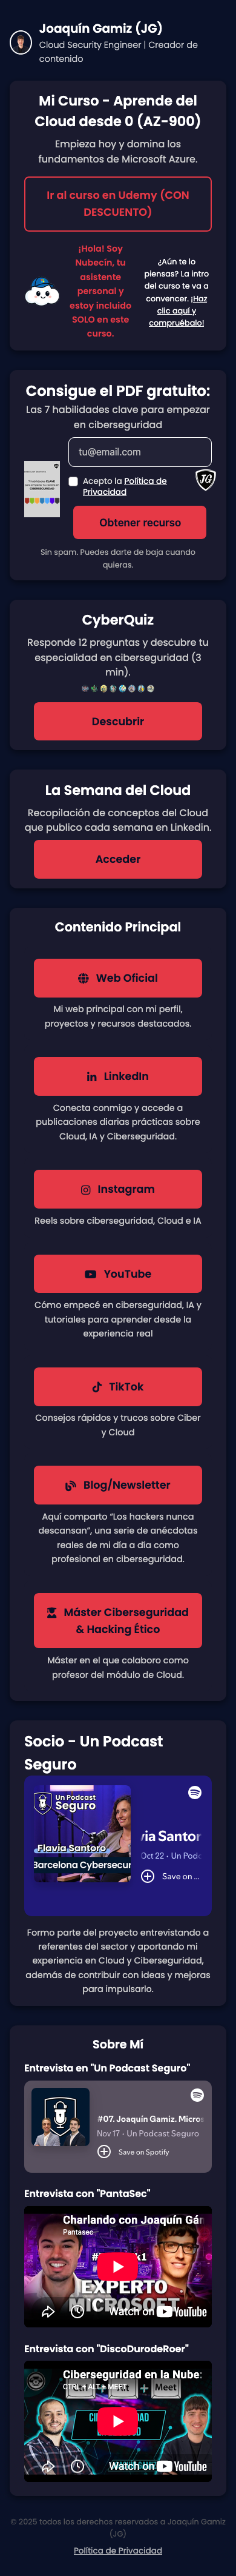 Joaquín Gamiz (JG)
Cloud Security Engineer | Creador de
contenido
Mi Curso - Aprende del
Cloud desde 0 (AZ-900)
Empieza hoy y domina los
fundamentos de Microsoft Azure.
Ir al curso en Udemy (CON
DESCUENTO)
¡Hola! Soy
Nubecín, tu
asistente
personal y
estoy incluido
SOLO en este
curso.
¿Aún te lo
piensas? La intro
del curso te va a
convencer. ¡Haz
clic aquí y
compruébalo!
Consigue el PDF gratuito:
Las 7 habilidades clave para empezar
en ciberseguridad
tu@email.com
Acepto la Política de
Privacidad
JG
Obtener recurso
Sin spam. Puedes darte de baja cuando
quieras.
CyberQuiz
Responde 12 preguntas y descubre tu
especialidad en ciberseguridad (3
min).
Descubrir
La Semana del Cloud
Recopilación de conceptos del Cloud
que publico cada semana en Linkedin.
Acceder
Contenido Principal
Web Oficial
Mi web profesional con mi perfil,
proyectos y recursos destacados.
LinkedIn
Conecta conmigo y accede a
publicaciones diarias prácticas sobre
Cloud, IA y Ciberseguridad.
Instagram
Reels sobre ciberseguridad, Cloud e IA
YouTube
Cómo empecé en ciberseguridad, IA y
tutoriales para aprender desde la
experiencia real
TikTok
Consejos rápidos y trucos sobre Ciber
y Cloud
Blog/Newsletter
Aquí comparto “Los hackers nunca
descansan”, una serie de anécdotas
reales de mi día a día como
profesional en ciberseguridad.
Máster Ciberseguridad
& Hacking Ético
Máster en el que colaboro como
profesor del módulo de Cloud.
Socio - Un Podcast
Seguro
Un Podcast
Seguro
Flavia Santoro
Barcelona Cybersecur
via Santor
Oct 22 · Un Podc
Save on ...
Formo parte del proyecto entrevistando a
referentes del sector y aportando mi
experiencia en Cloud y Ciberseguridad,
además de contribuir con ideas y mejoras
para impulsarlo.
Sobre Mí
Entrevista en "Un Podcast Seguro"
#07. Joaquín Gamiz. Micros
Nov 17 · Un Podcast Seguro
Save on Spotify
Entrevista con "PantaSec"
Charlando con Joaquín Gár
Pantasec
#1
EXPERTO
MICROSOFT
Watch on YouTube
Entrevista con "DiscoDurodeRoer"
Ciberseguridad en la Nube:
CTRL + ALT + MEET
Meet
Watch on YouTube
© 2025 todos los derechos reservados a Joaquín Gamiz
(JG)
Política de Privacidad